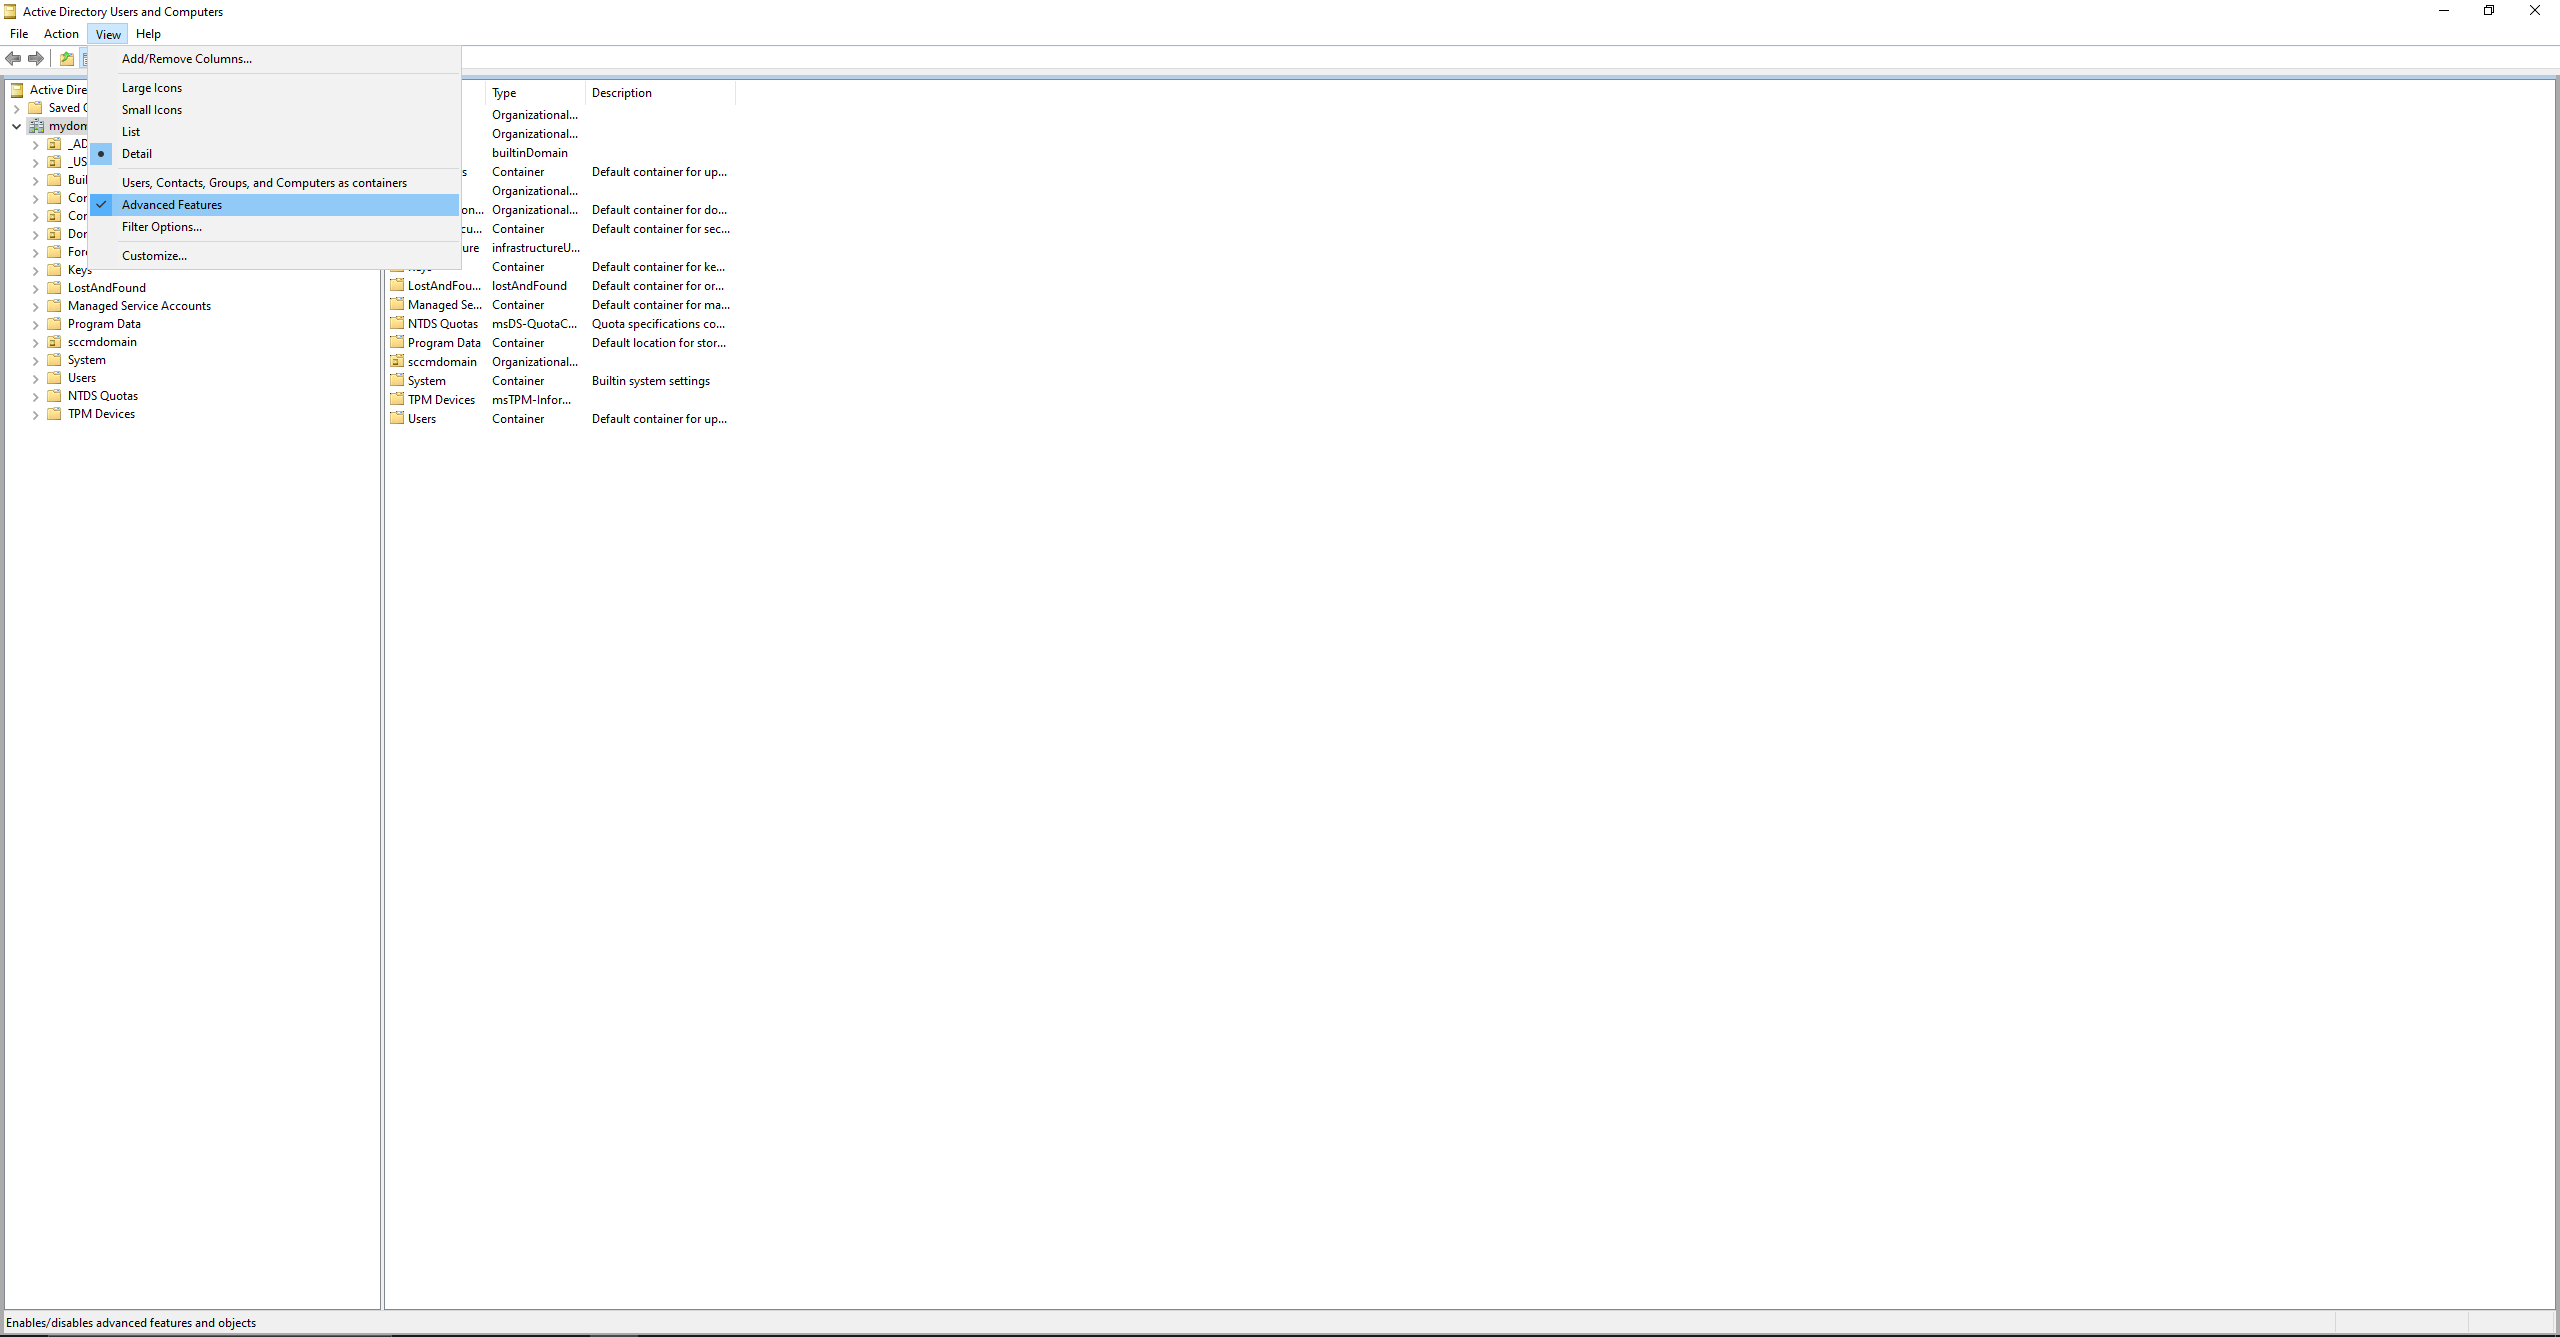 Active Directory Users and Computers
File Action View Help
Add/Remove Columns...
Large Icons
Small Icons
List
Detail
Users, Contacts, Groups, and Computers as containers
Advanced Features
Filter Options...
Customize...
Active Dire
Saved
mydom
_AD
_US
Buil
Cor
Dor
For
Keys
LostAndFound
Managed Service Accounts
Program Data
sccmdomain
System
Users
NTDS Quotas
TPM Devices
Type Description
Organizational...
Organizational...
builtinDomain
s Container Default container for up...
Organizational...
on... Organizational... Default container for do...
cu... Container Default container for sec...
ure infrastructureU...
Container Default container for ke...
LostAndFou... lostAndFound Default container for or...
Managed Se... Container Default container for ma...
NTDS Quotas msDS-QuotaC... Quota specifications co...
Program Data Container Default location for stor...
sccmdomain Organizational...
System Container Builtin system settings
TPM Devices msTPM-Infor...
Users Container Default container for up...
Enables/disables advanced features and objects